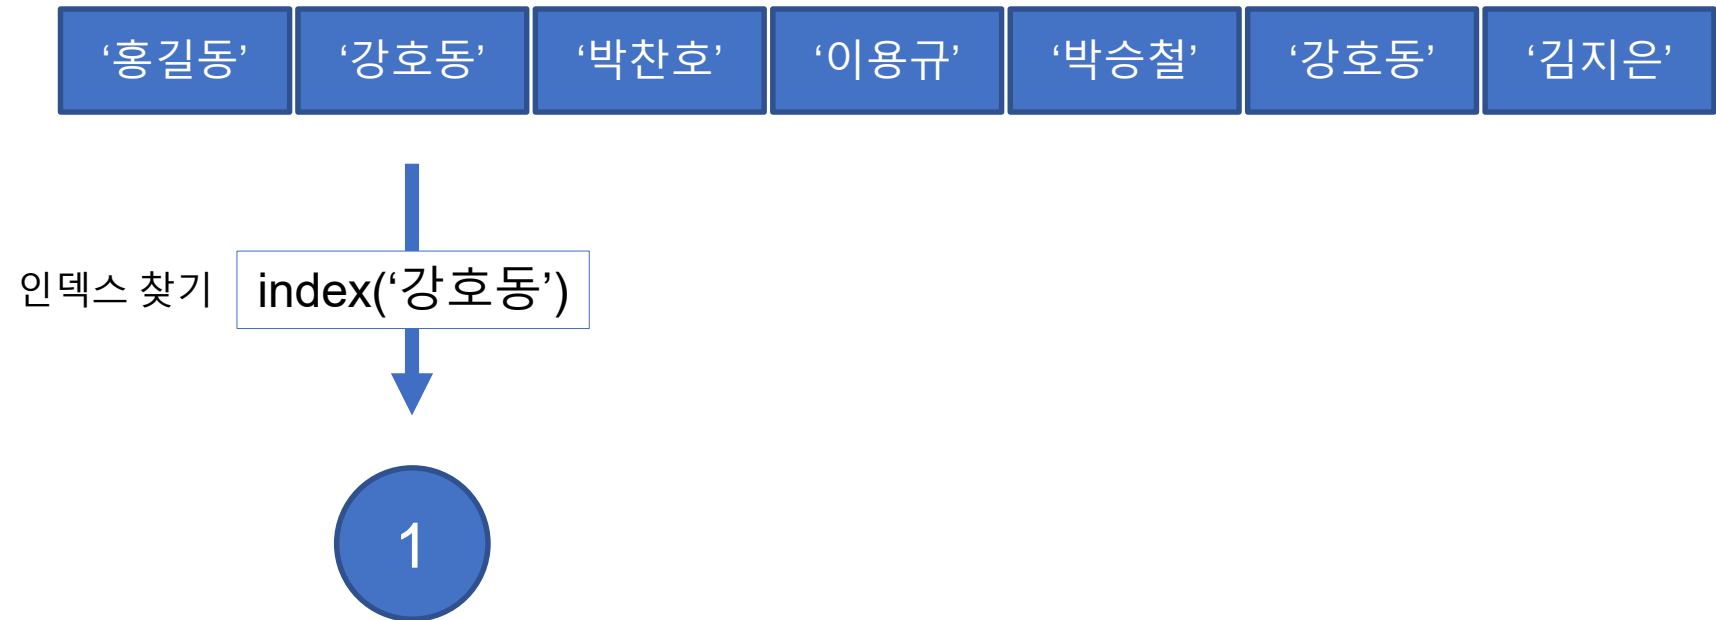 ‘홍길동’ ‘강호동’ ‘박찬호’ ‘이용규’ ‘박승철’ ‘강호동’ ‘김지은’
인덱스 찾기 index(‘강호동’)
1